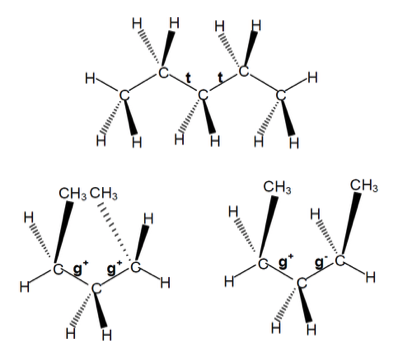 H H H H
H C t C t C H
C C
H H H H H H
CH3 CH3
H H
C g+ g+ C
H C H
H H
CH3 CH3
H H
C g+ g- C
H C H
H H